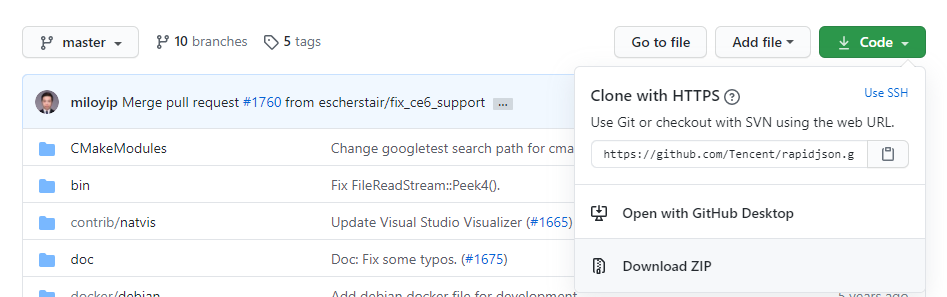 master 10 branches 5 tags Go to file Add file Code
miloyip Merge pull request #1760 from escherstair/fix_ce6_support ...
Clone with HTTPS Use SSH
Use Git or checkout with SVN using the web URL.
https://github.com/Tencent/rapidjson.g
Open with GitHub Desktop
Download ZIP
CMakeModules Change googletest search path for cma
bin Fix FileReadStream::Peek4().
contrib/natvis Update Visual Studio Visualizer (#1665)
doc Doc: Fix some typos. (#1675)
docker/debian Add debian docker file for development 5 years ago